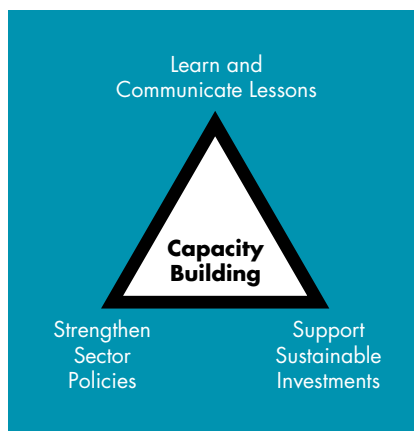 Learn and
Communicate Lessons
Capacity
Building
Strengthen
Sector
Policies
Support
Sustainable
Investments